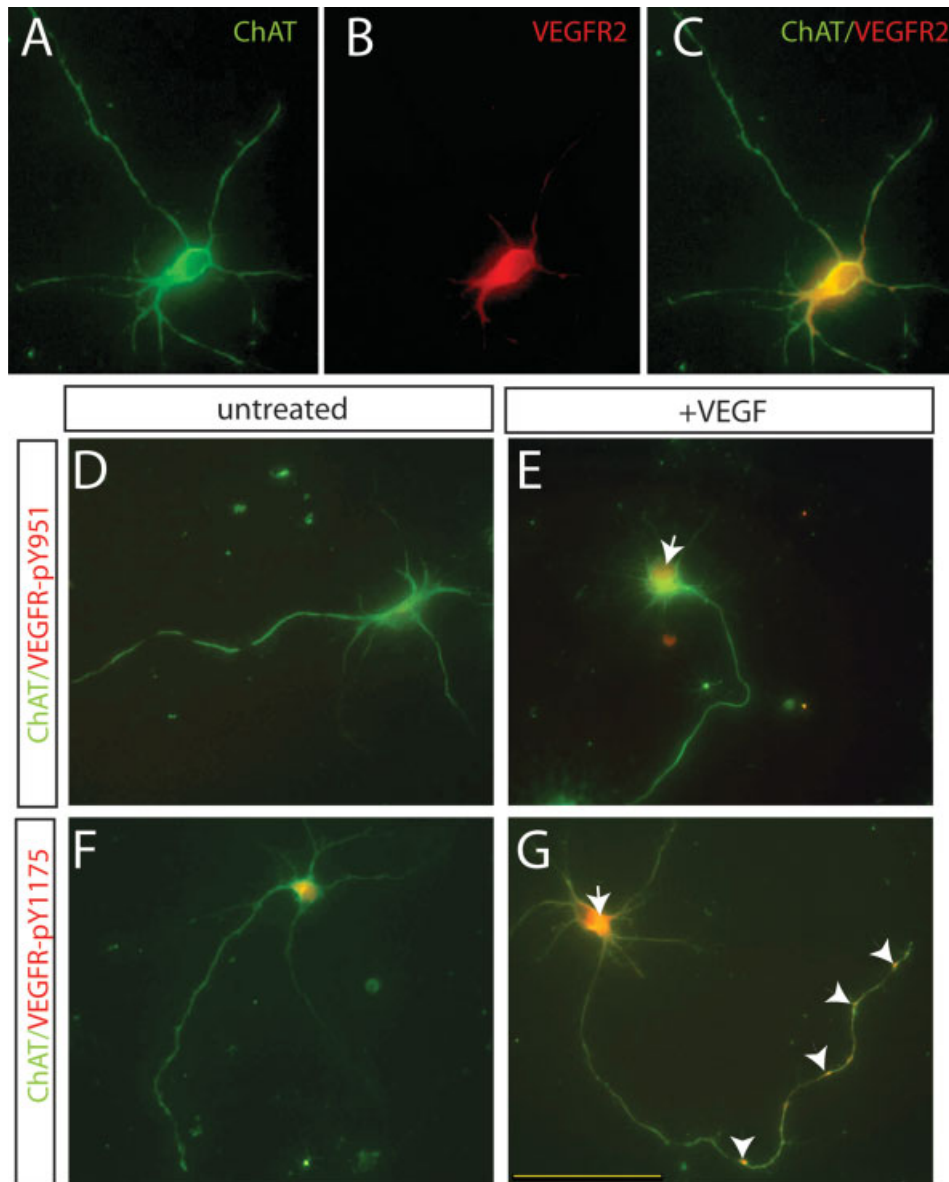 A ChAT
B VEGFR2
C ChAT/VEGFR2
untreated
+VEGF
ChAT/VEGFR-pY951
D
E
ChAT/VEGFR-pY1175
F
G